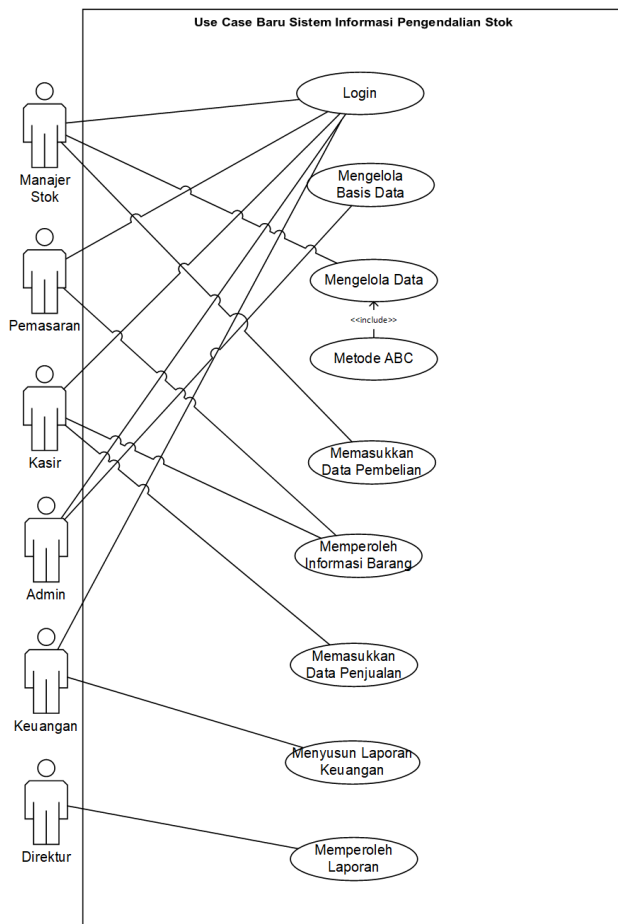 Use Case Baru Sistem Informasi Pengendalian Stok
Login
Manajer
Stok
Mengelola
Basis Data
Pemasaran
Mengelola Data
<<include>>
Metode ABC
Kasir
Memasukkan
Data Pembelian
Memperoleh
Informasi Barang
Admin
Memasukkan
Data Penjualan
Keuangan
Menyusun Laporan
Keuangan
Direktur
Memperoleh
Laporan